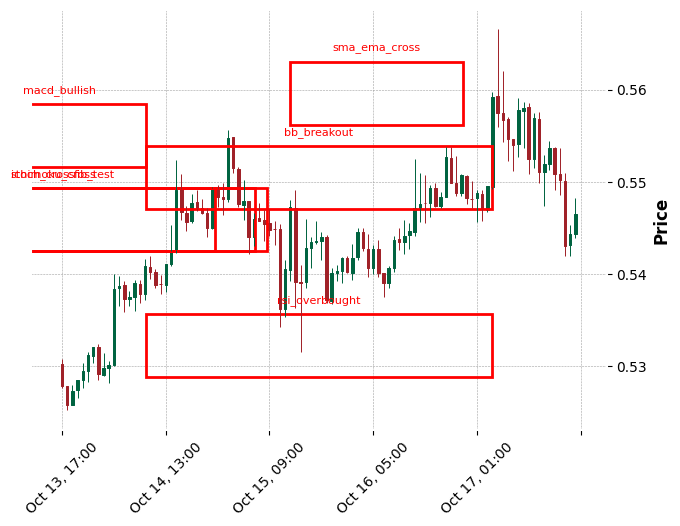 sma_ema_cross
macd_bullish
bb_breakout
rsi_overbought
0.56
0.55
0.54
0.53
Price
Oct 13, 17:00
Oct 14, 13:00
Oct 15, 09:00
Oct 16, 05:00
Oct 17, 01:00